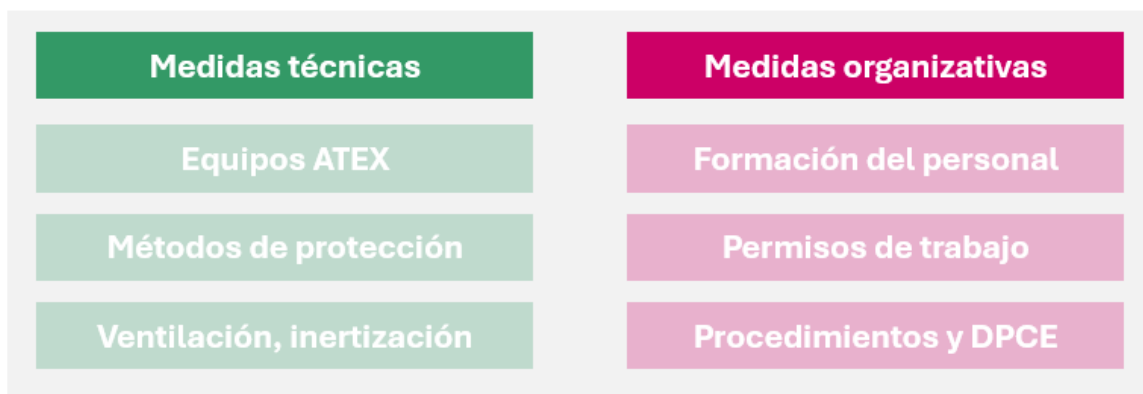 Medidas técnicas
Equipos ATEX
Métodos de protección
Ventilación, inertización
Medidas organizativas
Formación del personal
Permisos de trabajo
Procedimientos y DPCE